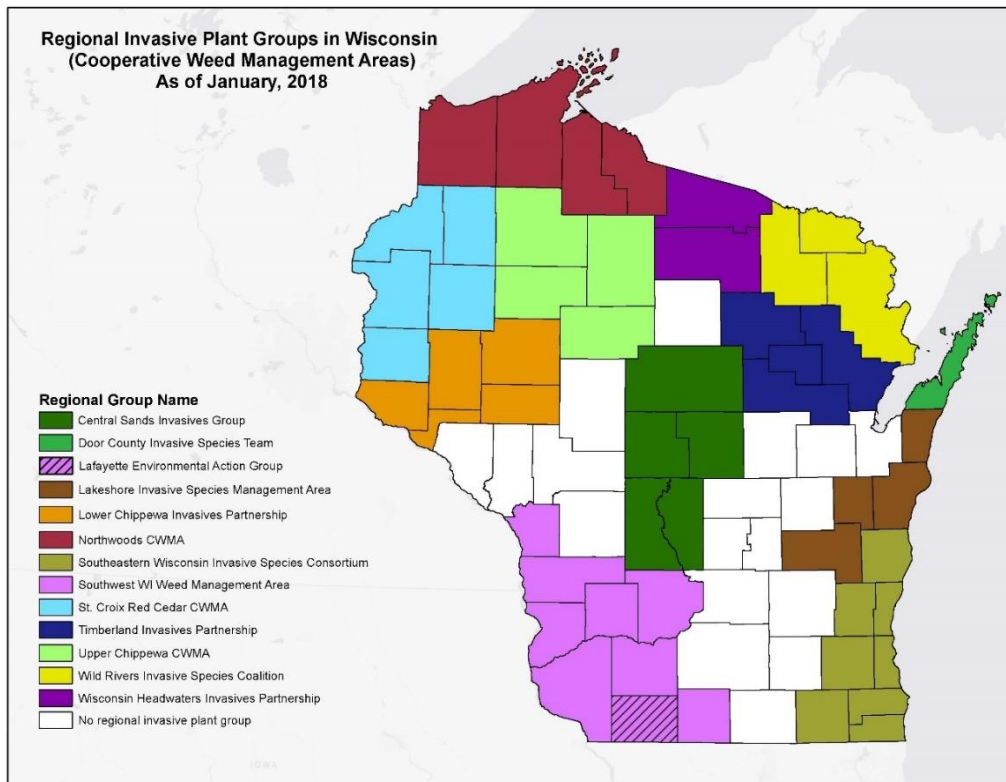 Regional Invasive Plant Groups in Wisconsin
(Cooperative Weed Management Areas)
As of January, 2018
Regional Group Name
Central Sands Invasives Group
Door County Invasive Species Team
Lafayette Environmental Action Group
Lakeshore Invasive Species Management Area
Lower Chippewa Invasives Partnership
Northwoods CWMA
Southeastern Wisconsin Invasive Species Consortium
Southwest WI Weed Management Area
St. Croix Red Cedar CWMA
Timberland Invasives Partnership
Upper Chippewa CWMA
Wild Rivers Invasive Species Coalition
Wisconsin Headwaters Invasives Partnership
No regional invasive plant group
IOWA